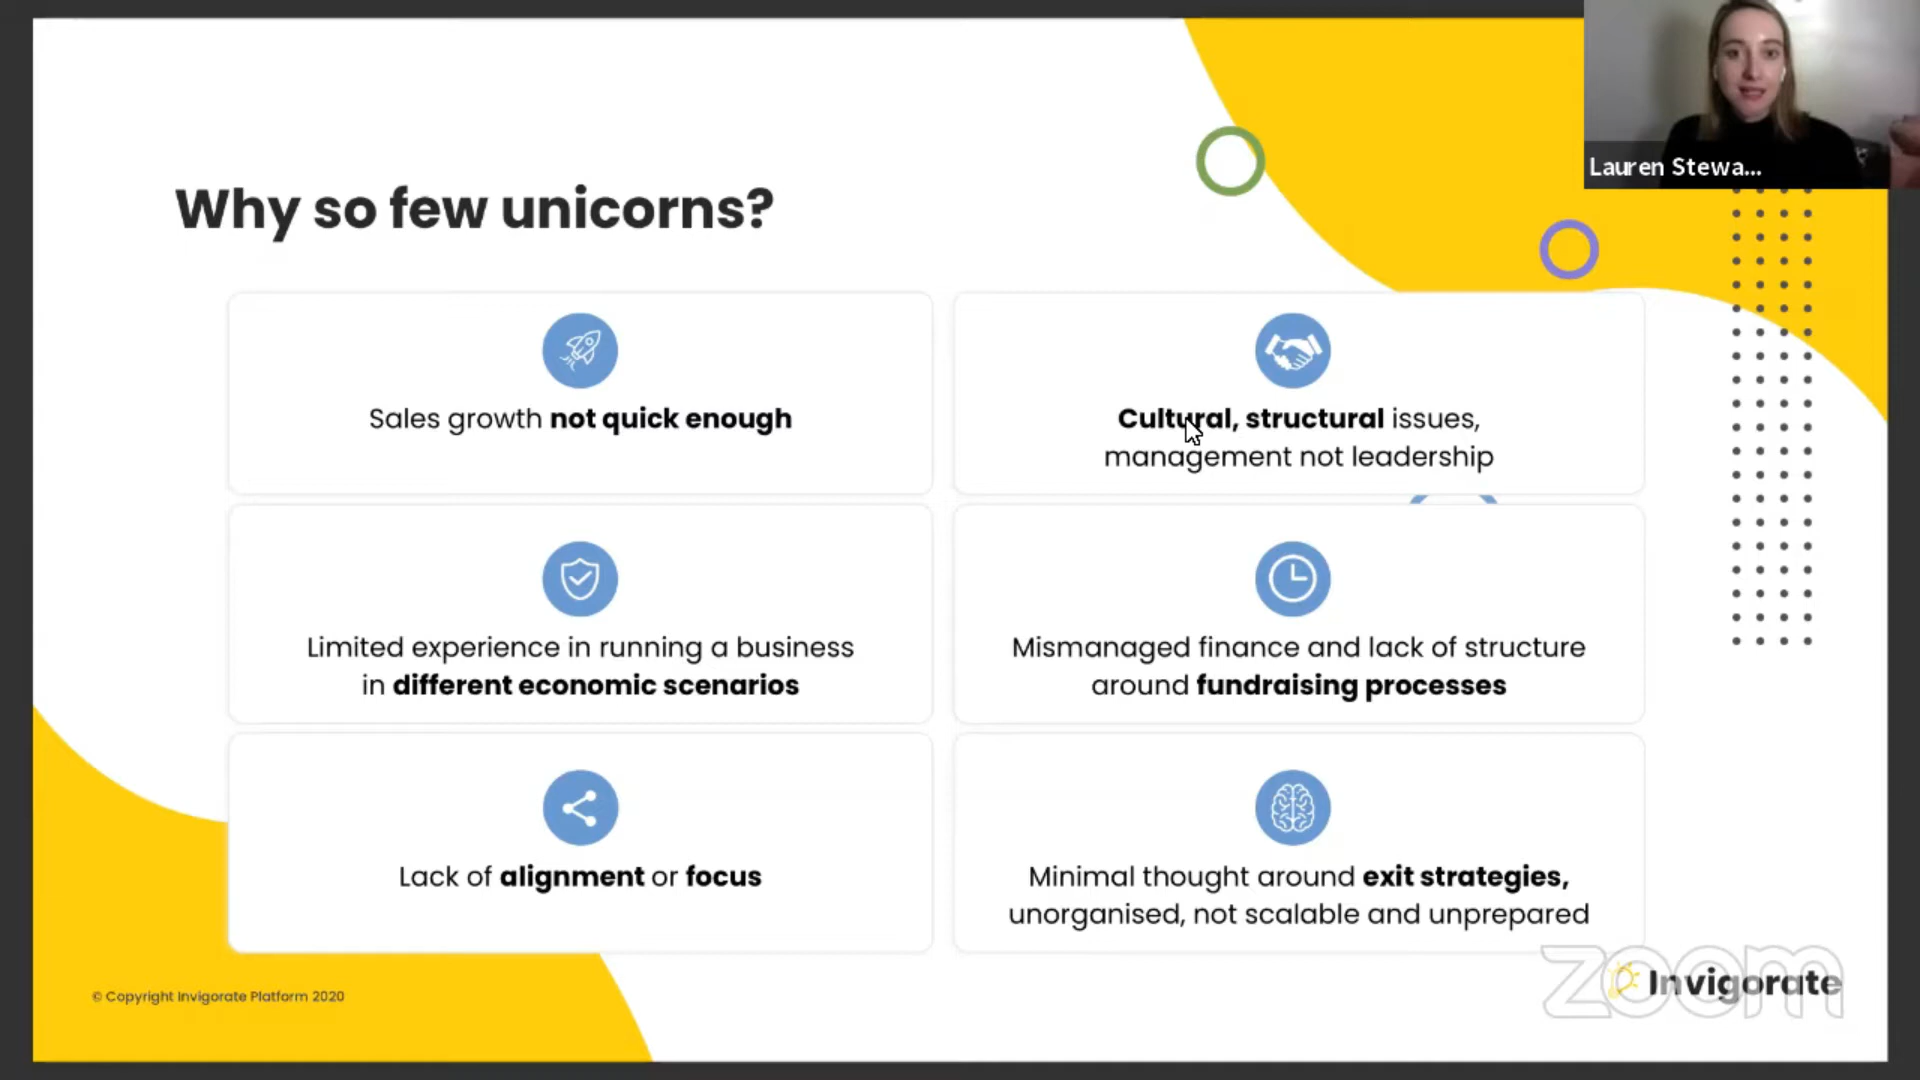 Lauren Stewa...
Why so few unicorns?
Sales growth not quick enough
Cultural, structural issues,
management not leadership
Limited experience in running a business
in different economic scenarios
Mismanaged finance and lack of structure
around fundraising processes
Lack of alignment or focus
Minimal thought around exit strategies,
unorganised, not scalable and unprepared
© Copyright Invigorate Platform 2020
zoom
Invigorate